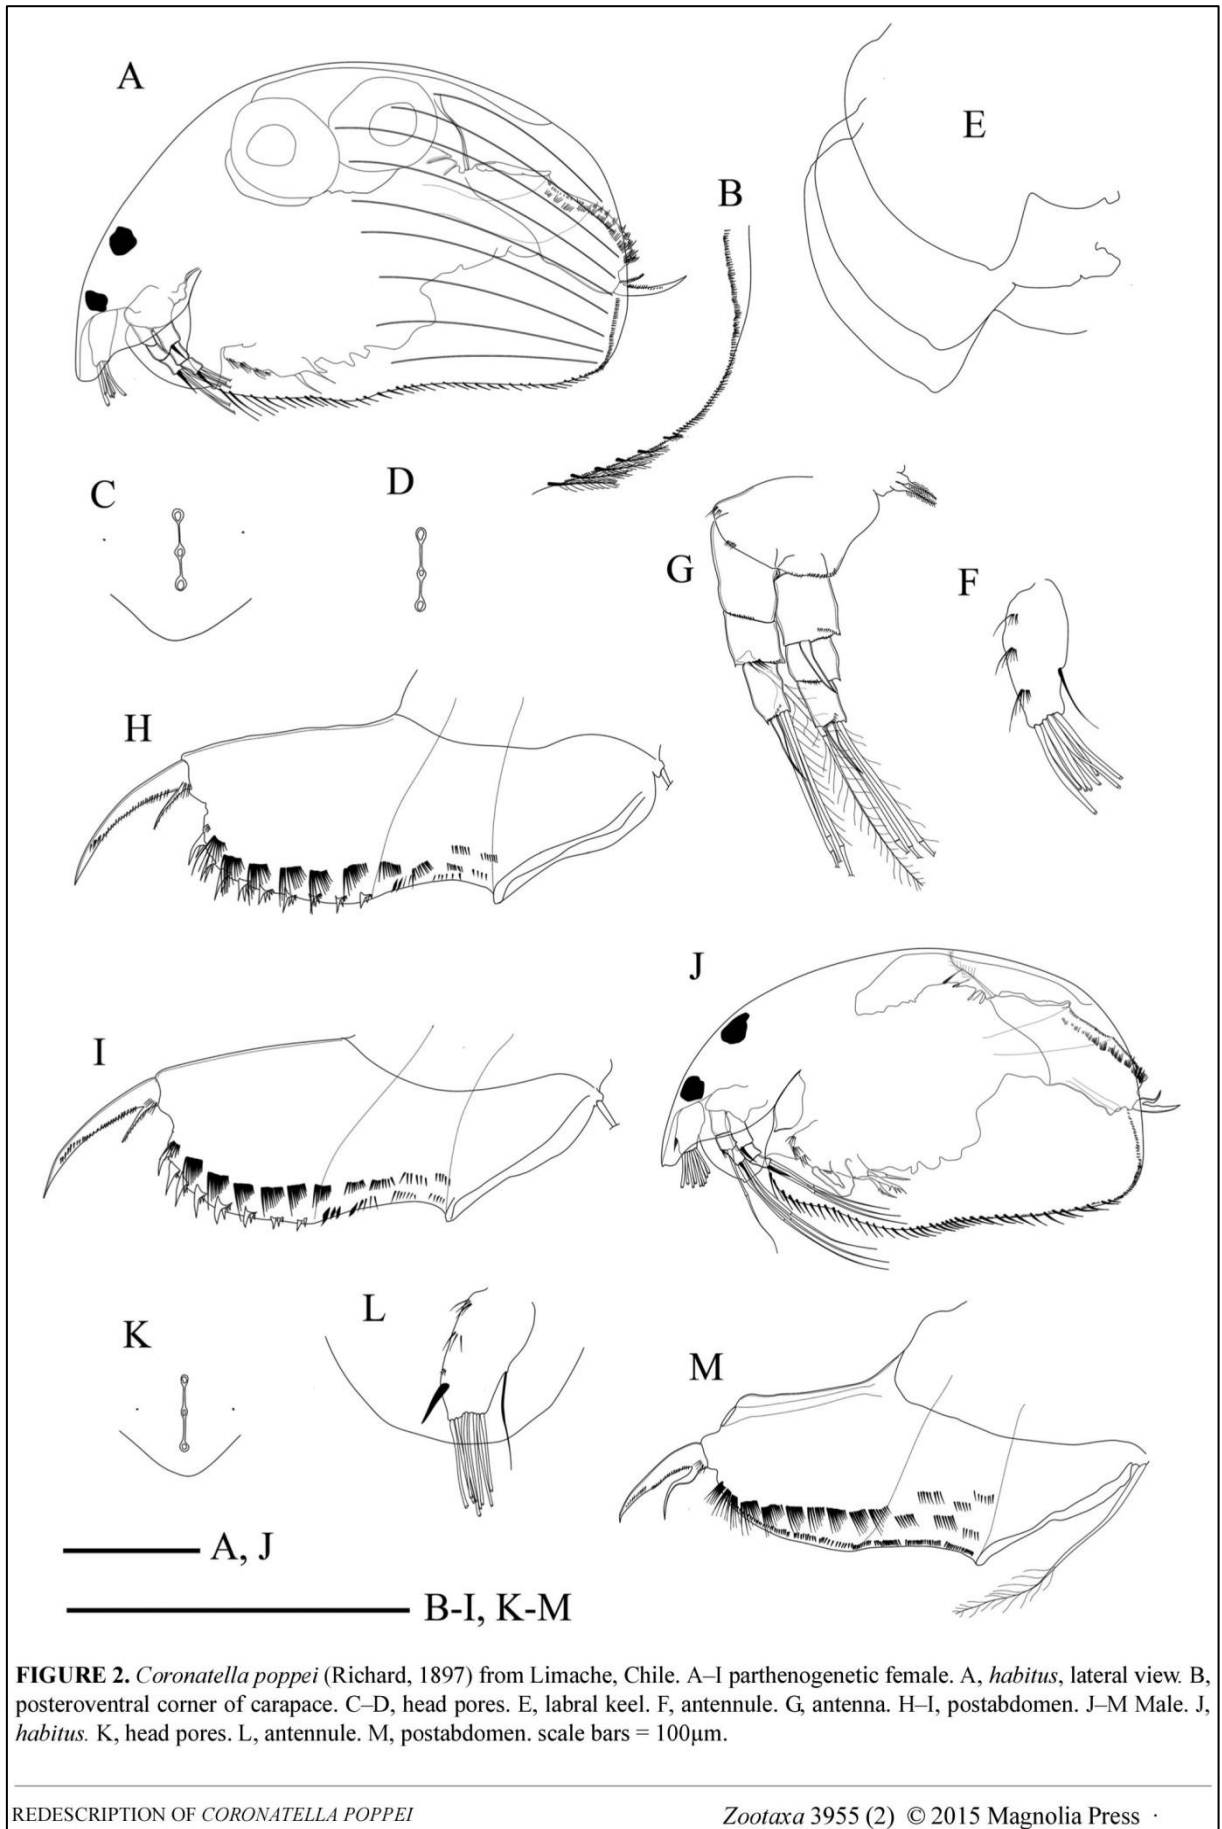 A
E
B
C
D
G
F
H
J
I
L
K
M
A, J
B-I, K-M
FIGURE 2. Coronatella poppei (Richard, 1897) from Limache, Chile. A–I parthenogenetic female. A, habitus, lateral view. B,
posteroventral corner of carapace. C–D, head pores. E, labral keel. F, antennule. G, antenna. H–I, postabdomen. J–M Male. J,
habitus. K, head pores. L, antennule. M, postabdomen. scale bars = 100µm.
REDESCRIPTION OF CORONATELLA POPPEI
Zootaxa 3955 (2) © 2015 Magnolia Press ·